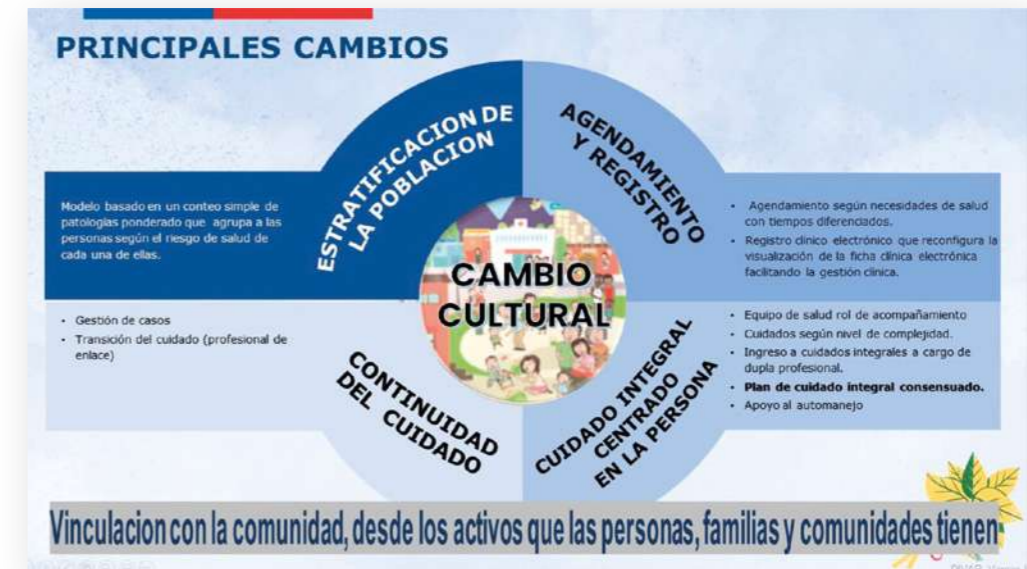 PRINCIPALES CAMBIOS
ESTRATIFICACION DE
LA POBLACION
Modelo basado en un conteo simple de
patologías ponderado que agrupa a las
personas según el riesgo de salud de
cada una de ellas.
AGENDAMIENTO
Y REGISTRO
• Agendamiento según necesidades de salud
con tiempos diferenciados.
• Registro clínico electrónico que reconfigura la
visualización de la ficha clínica electrónica
facilitando la gestión clínica.
CAMBIO
CULTURAL
• Gestión de casos
• Transición del cuidado (profesional de
enlace)
CONTINUIDAD
DEL CUIDADO
CUIDADO INTEGRAL
CENTRADO
EN LA PERSONA
• Equipo de salud rol de acompañamiento
• Cuidados según nivel de complejidad.
• Ingreso a cuidados integrales a cargo de
dupla profesional.
• Plan de cuidado integral consensuado.
• Apoyo al automanejo
Vinculacion con la comunidad, desde los activos que las personas, familias y comunidades tienen